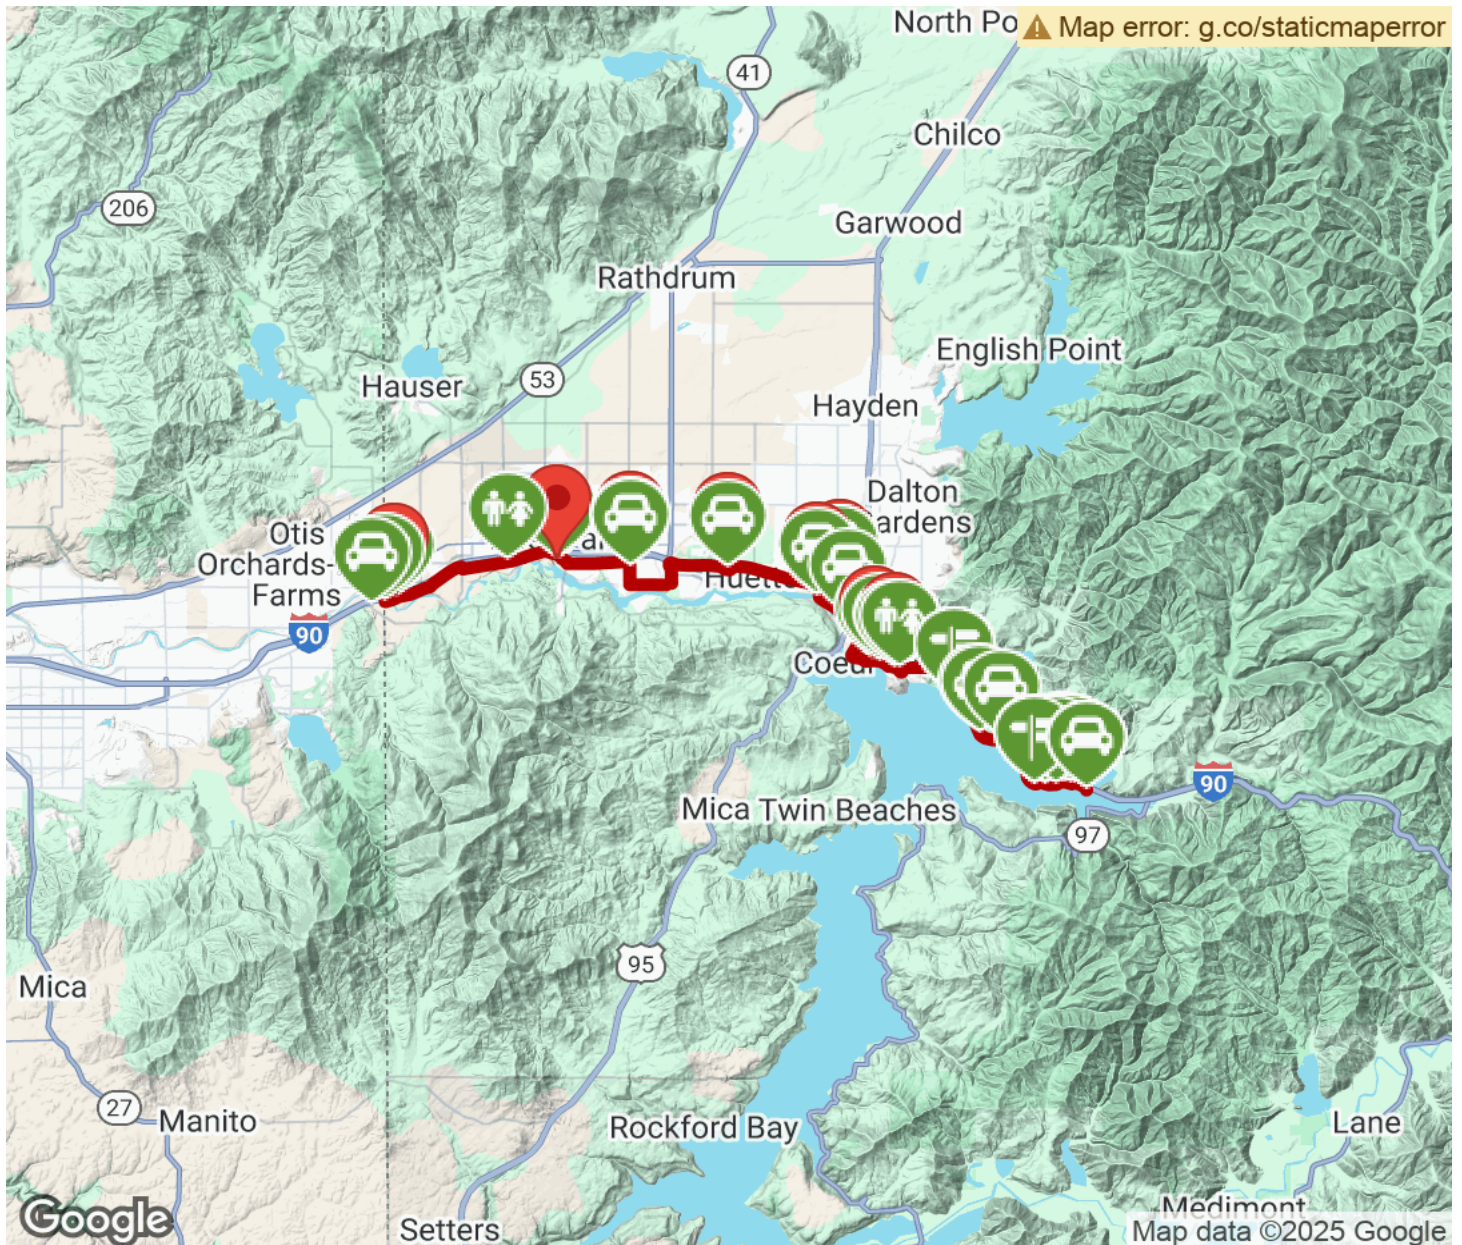 North Po
Map error: g.co/staticmaperror
41
Chilco
206
Garwood
Rathdrum
English Point
53
Hauser
Hayden
Dalton
ardens
Otis
Orchards-
Farms
Huett
90
Coeur
90
Mica
Twin Beaches
97
95
Mica
27
Manito
Rockford Bay
Lane
Medimont
Setters
Google
Map data ©2025 Google